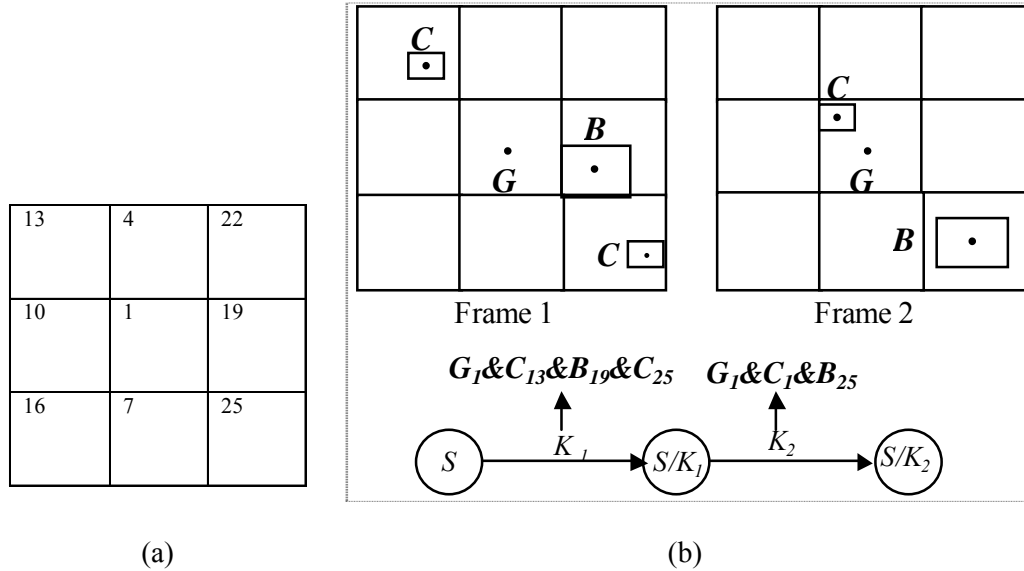 13 4 22
10 1 19
16 7 25
(a)
C
B
G
C
Frame 1
C
G
B
Frame 2
G₁&C₁₃&B₁₉&C₂₅
G₁&C₁&B₂₅
S K₁ S/K₁ K₂ S/K₂
(b)